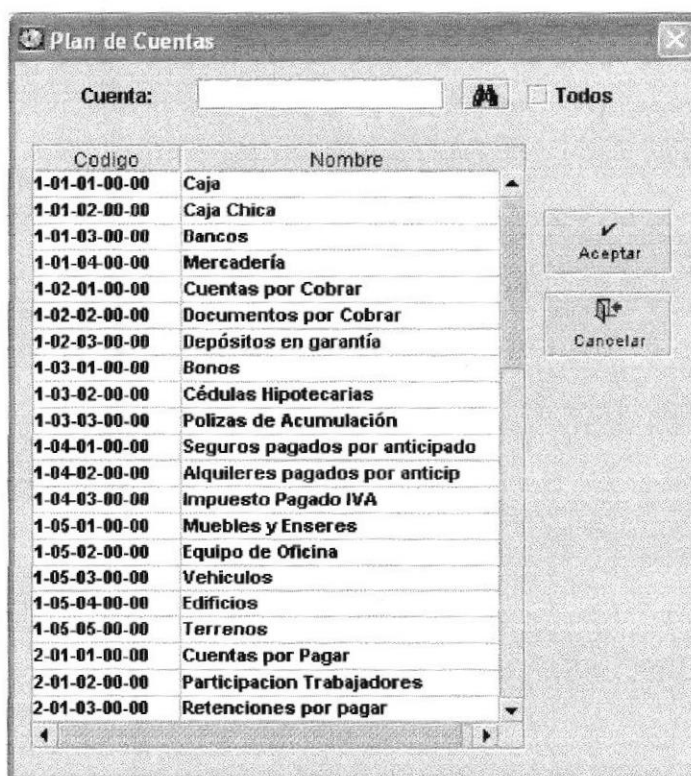 Plan de Cuentas
Cuenta: Todos
Codigo Nombre
1-01-01-00-00 Caja
1-01-02-00-00 Caja Chica
1-01-03-00-00 Bancos
1-01-04-00-00 Mercadería
1-02-01-00-00 Cuentas por Cobrar
1-02-02-00-00 Documentos por Cobrar
1-02-03-00-00 Depósitos en garantía
1-03-01-00-00 Bonos
1-03-02-00-00 Cédulas Hipotecarias
1-03-03-00-00 Polizas de Acumulación
1-04-01-00-00 Seguros pagados por anticipado
1-04-02-00-00 Alquileres pagados por anticip
1-04-03-00-00 Impuesto Pagado IVA
1-05-01-00-00 Muebles y Enseres
1-05-02-00-00 Equipo de Oficina
1-05-03-00-00 Vehiculos
1-05-04-00-00 Edificios
1-05-05-00-00 Terrenos
2-01-01-00-00 Cuentas por Pagar
2-01-02-00-00 Participacion Trabajadores
2-01-03-00-00 Retenciones por pagar
Aceptar
Cancelar